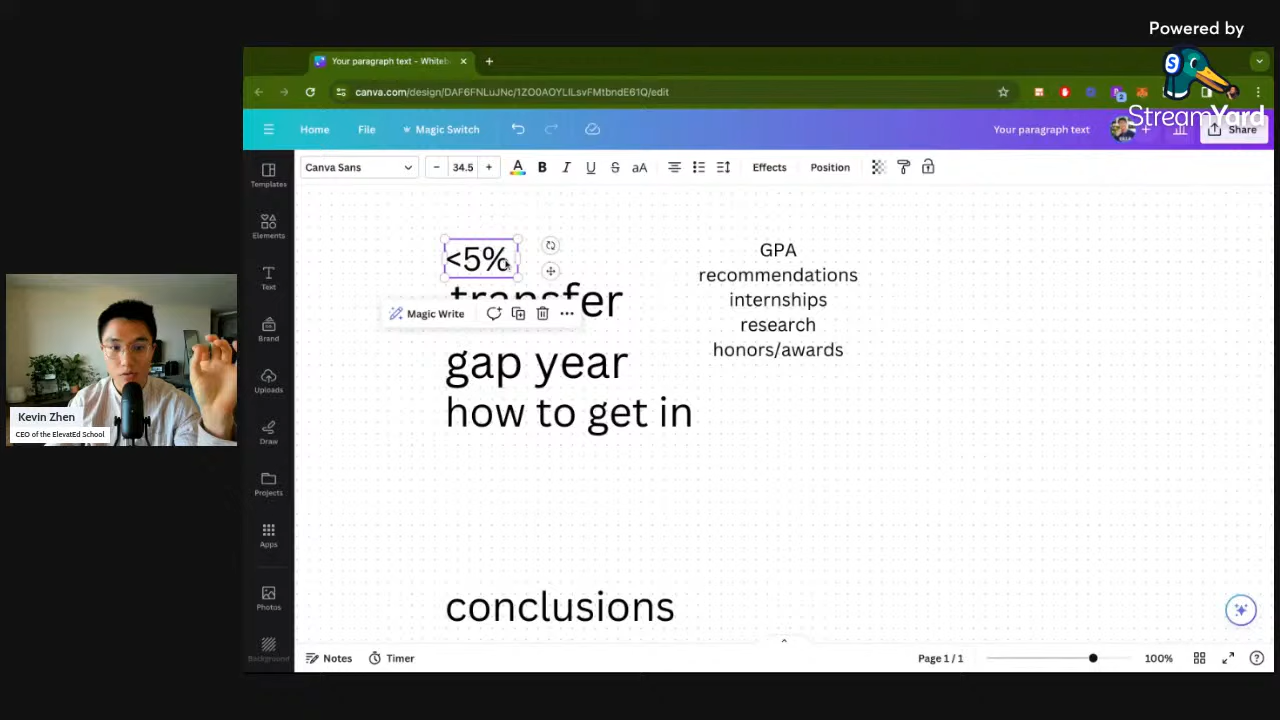 Powered by
StreamYard
Your paragraph text - Whiteb
canva.com/design/DAF6FNLuJNc/1ZO0AOYLILsvFMtbndE61Q/edit
Home
File
Magic Switch
Your paragraph text
Share
Canva Sans
34.5
B
I
U
S
aA
Effects
Position
Templates
Elements
Text
Brand
Uploads
Draw
Projects
Apps
Photos
Background
<5%
transfer
Magic Write
gap year
how to get in
conclusions
GPA
recommendations
internships
research
honors/awards
Kevin Zhen
CEO of the ElevatEd School
Notes
Timer
Page 1 / 1
100%